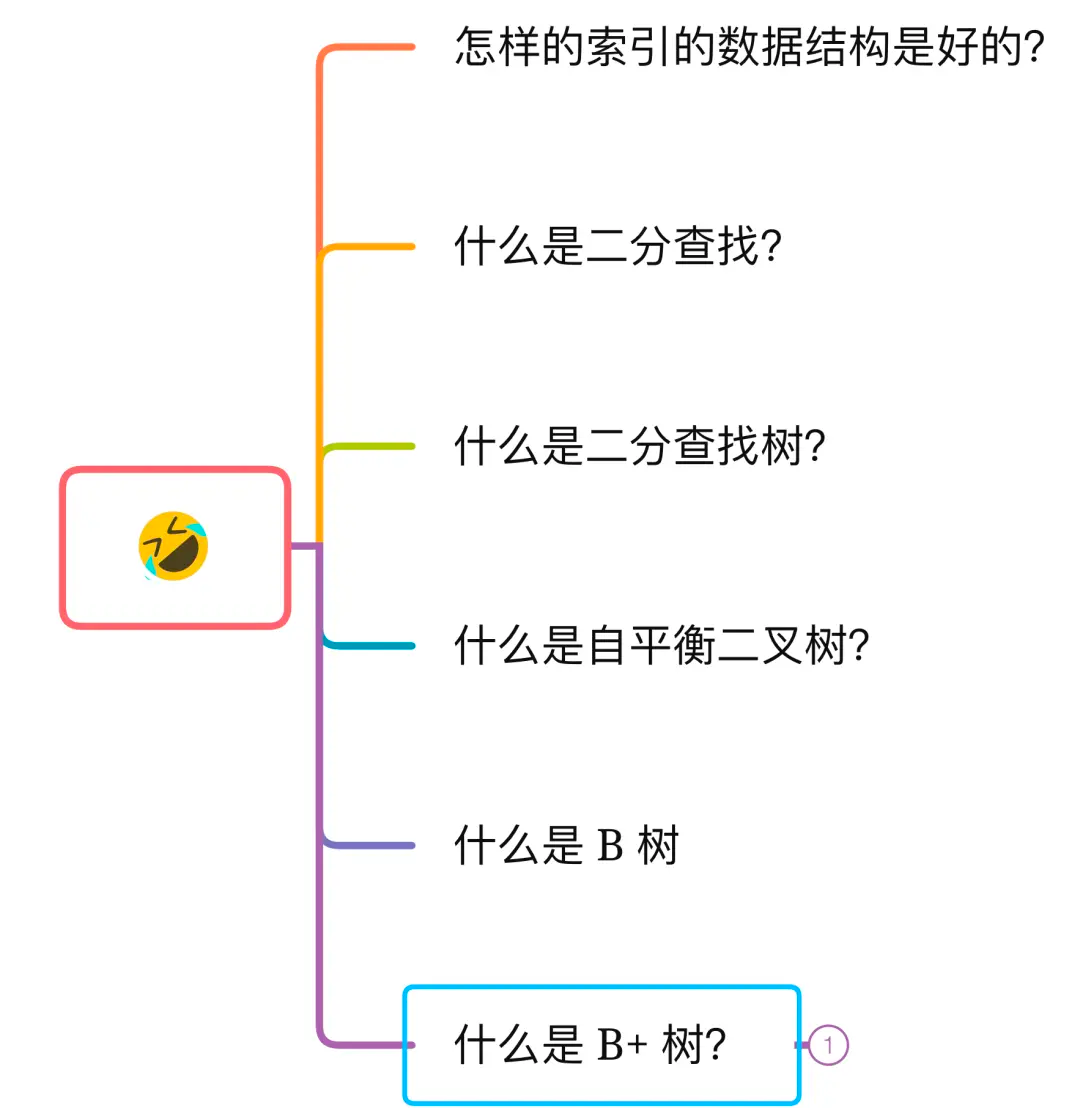 怎样的索引的数据结构是好的?
什么是二分查找?
什么是二分查找树?
什么是自平衡二叉树?
什么是 B 树
什么是 B+ 树?
1